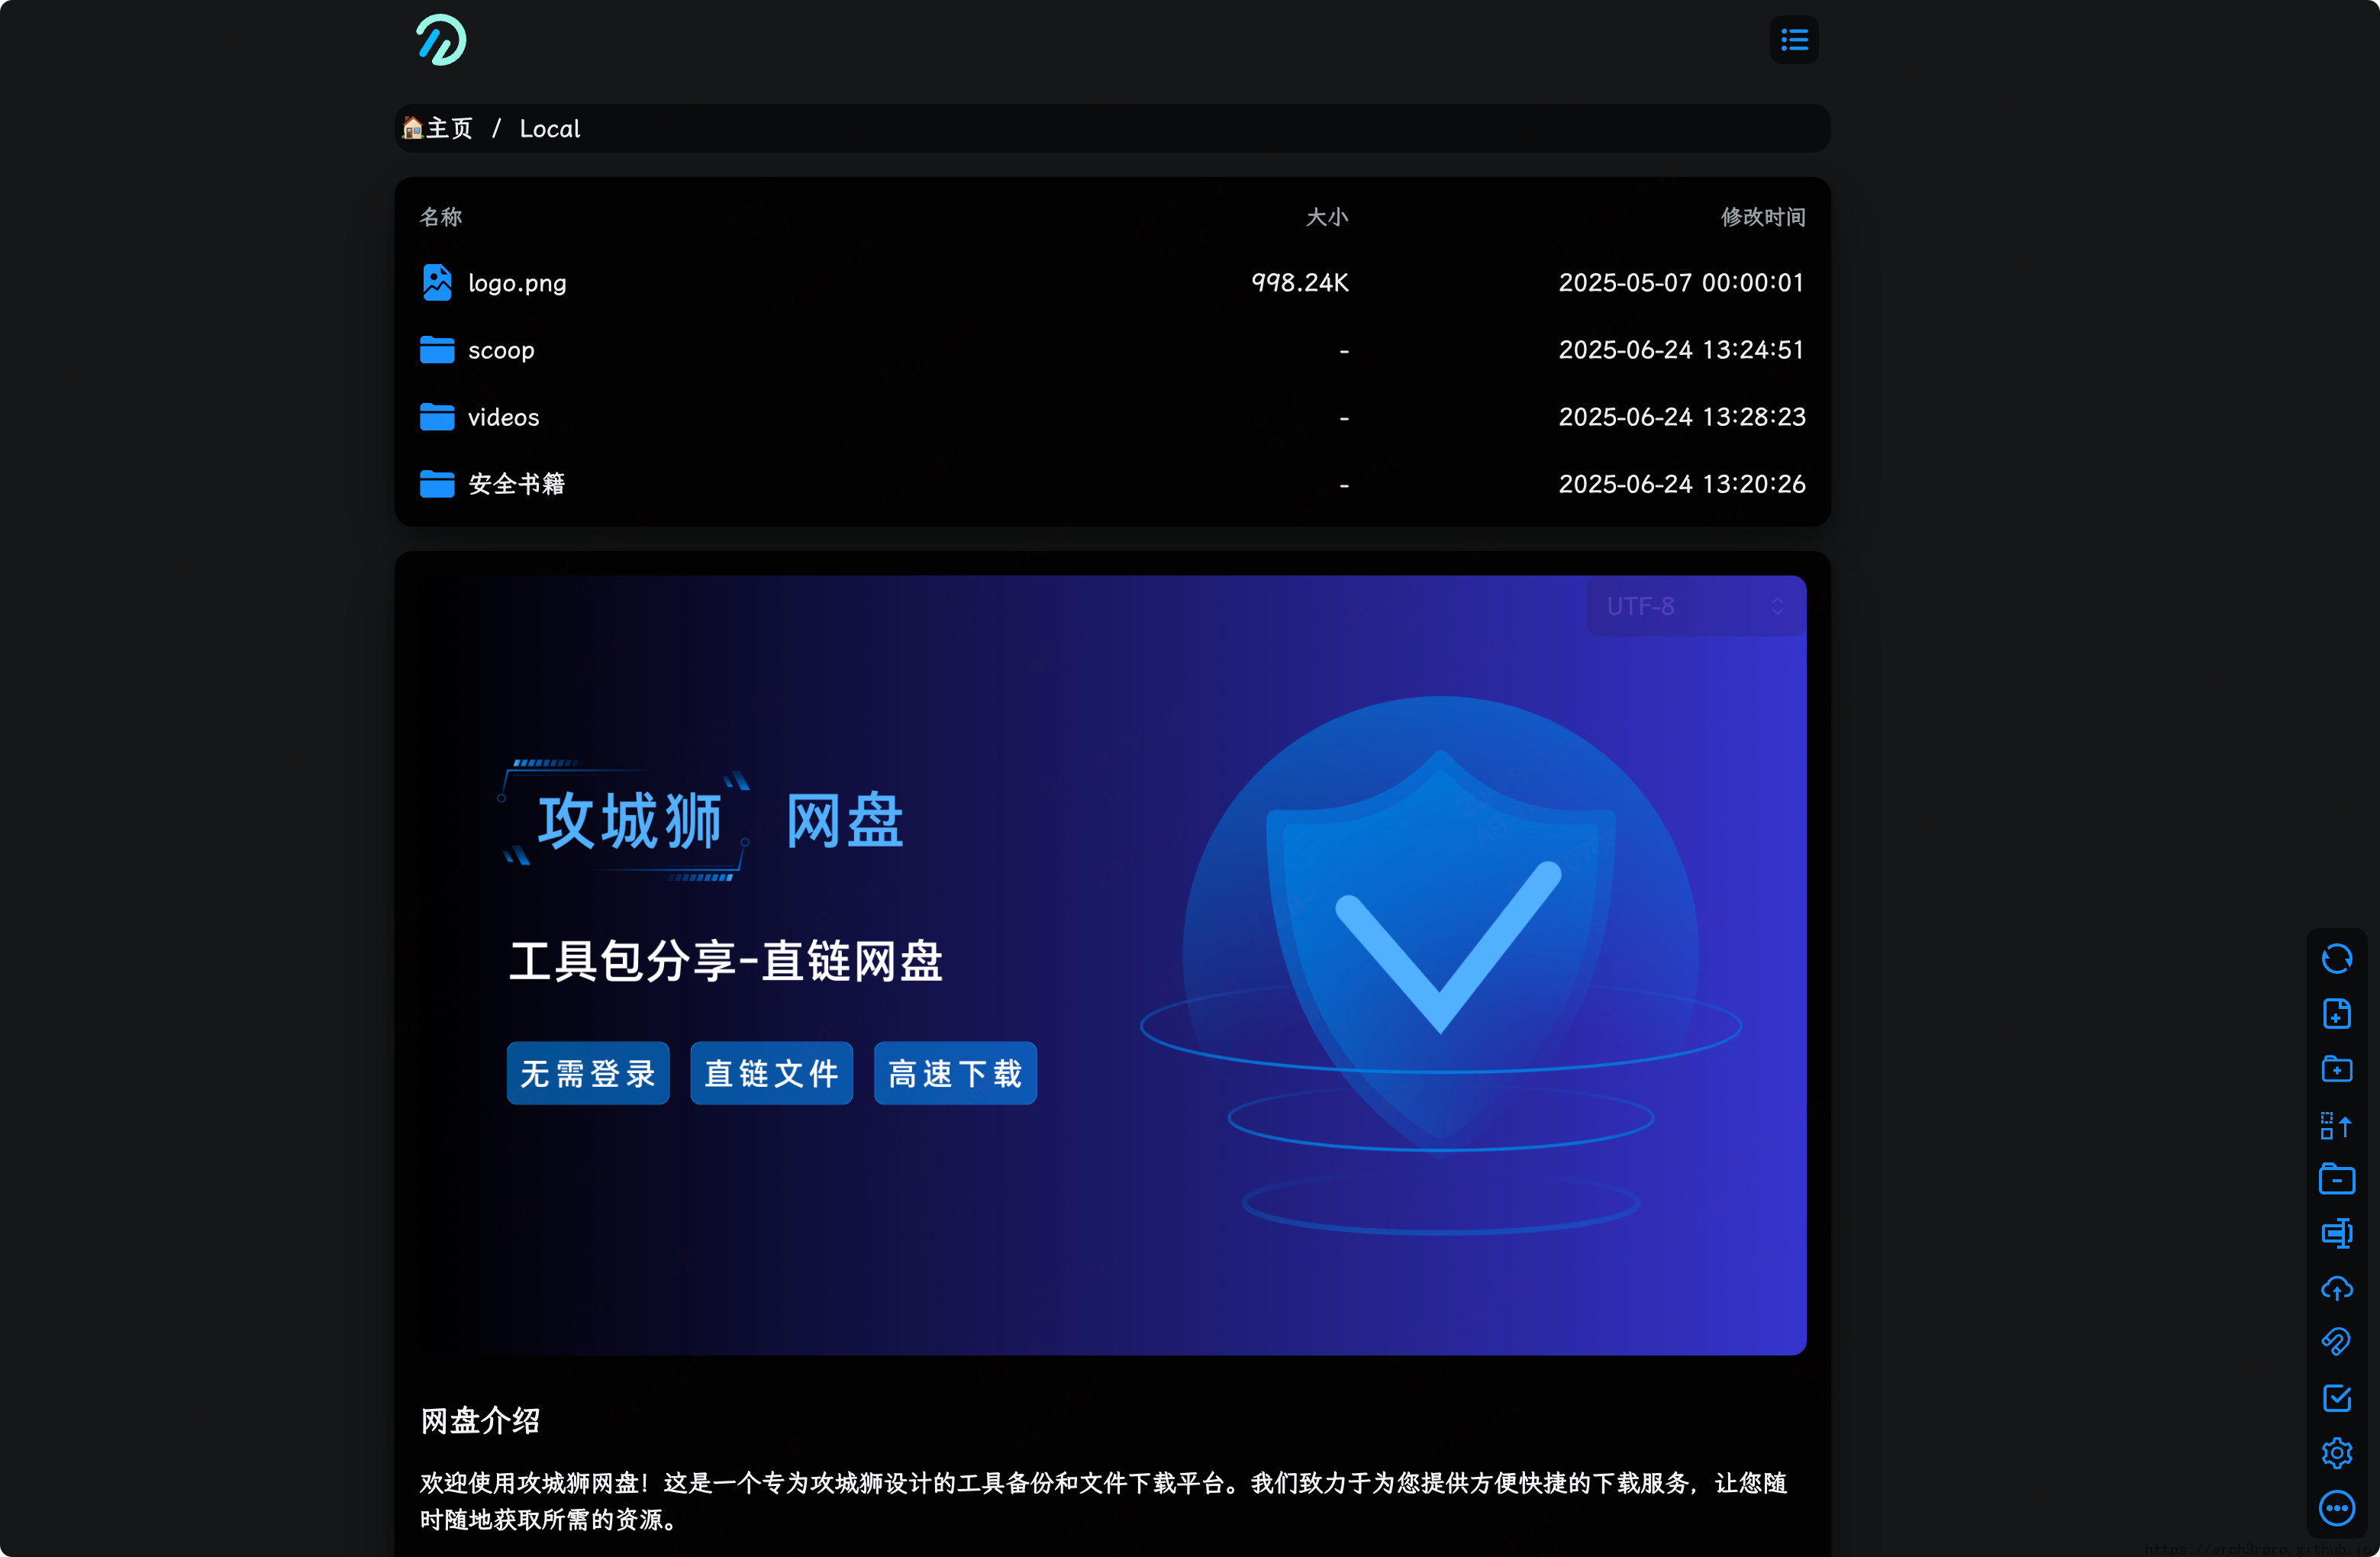 🏠主页 / Local
名称 大小 修改时间
logo.png 998.24K 2025-05-07 00:00:01
scoop - 2025-06-24 13:24:51
videos - 2025-06-24 13:28:23
安全书籍 - 2025-06-24 13:20:26
UTF-8
攻城狮 网盘
工具包分享-直链网盘
无需登录 直链文件 高速下载
网盘介绍
欢迎使用攻城狮网盘！这是一个专为攻城狮设计的工具备份和文件下载平台。我们致力于为您提供方便快捷的下载服务，让您随
时随地获取所需的资源。
https://arch3rpro.github.io